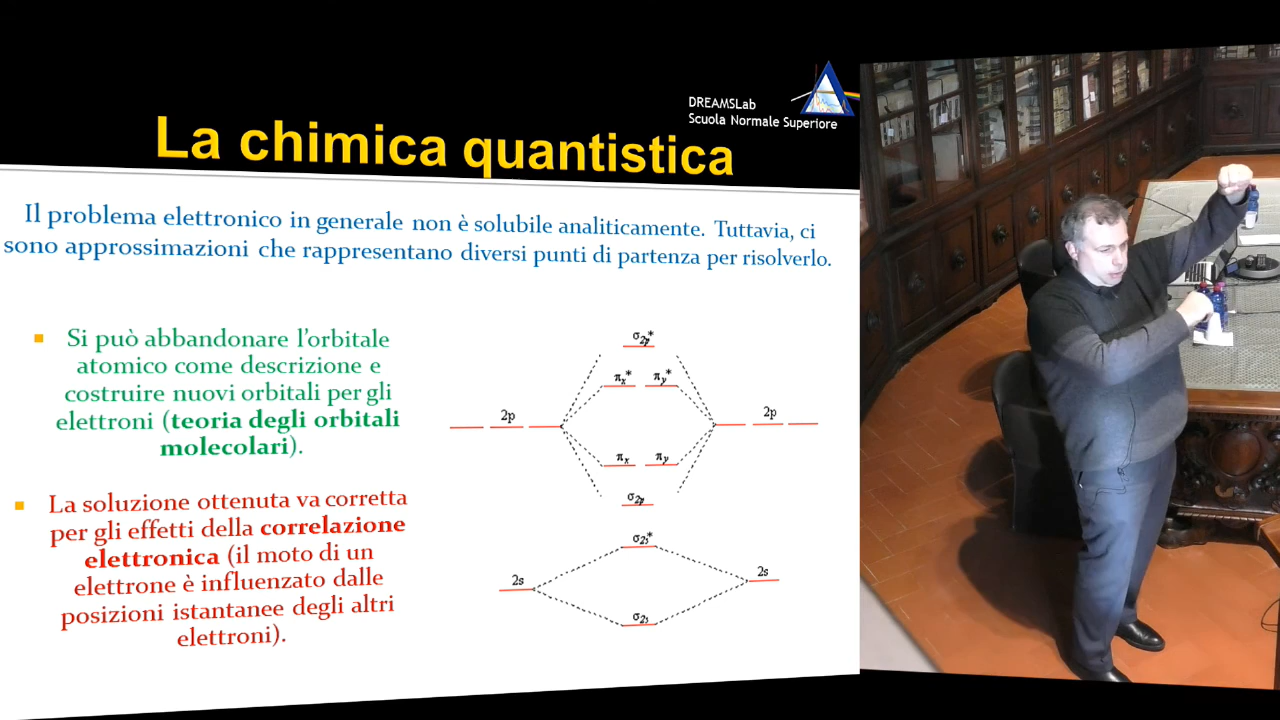 DREAMSLab
Scuola Normale Superiore
La chimica quantistica
Il problema elettronico in generale non è solubile analiticamente. Tuttavia, ci
sono approssimazioni che rappresentano diversi punti di partenza per risolverlo.
Si può abbandonare l'orbitale
atomico come descrizione e
costruire nuovi orbitali per gli
elettroni (teoria degli orbitali
molecolari).
La soluzione ottenuta va corretta
per gli effetti della correlazione
elettronica (il moto di un
elettrone è influenzato dalle
posizioni istantanee degli altri
elettroni).
σ2p*
πx* πy*
2p 2p
πx πy
σ2p
σ2s*
2s 2s
σ2s